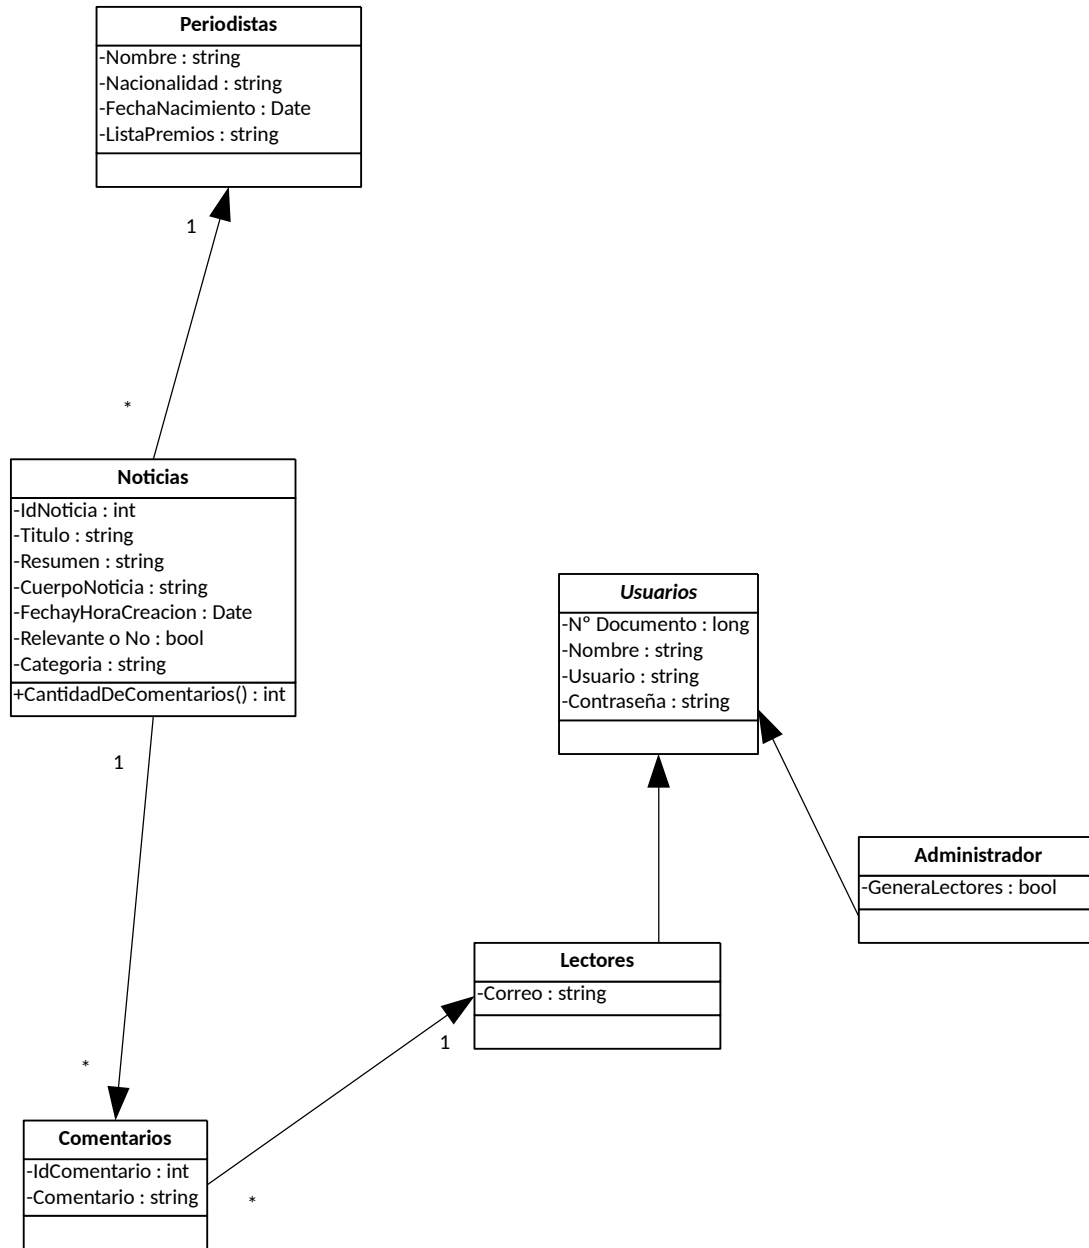 Periodistas
-Nombre : string
-Nacionalidad : string
-FechaNacimiento : Date
-ListaPremios : string
1
*
Noticias
-IdNoticia : int
-Titulo : string
-Resumen : string
-CuerpoNoticia : string
-FechayHoraCreacion : Date
-Relevante o No : bool
-Categoria : string
+CantidadDeComentarios() : int
1
*
Usuarios
-Nº Documento : long
-Nombre : string
-Usuario : string
-Contraseña : string
Administrador
-GeneraLectores : bool
Lectores
-Correo : string
1
*
Comentarios
-IdComentario : int
-Comentario : string